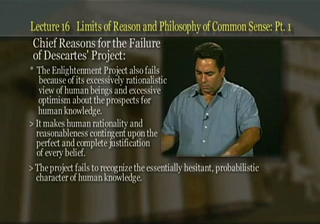 Lecture 16 Limits of Reason and Philosophy of Common Sense: Pt. 1
Chief Reasons for the Failure
of Descartes' Project:
* The Enlightenment Project also fails
because of its excessively rationalistic
view of human beings and excessive
optimism about the prospects for
human knowledge.
> It makes human rationality and
reasonableness contingent upon the
perfect and complete justification
of every belief.
> The project fails to recognize the essentially hesitant, probabilistic
character of human knowledge.